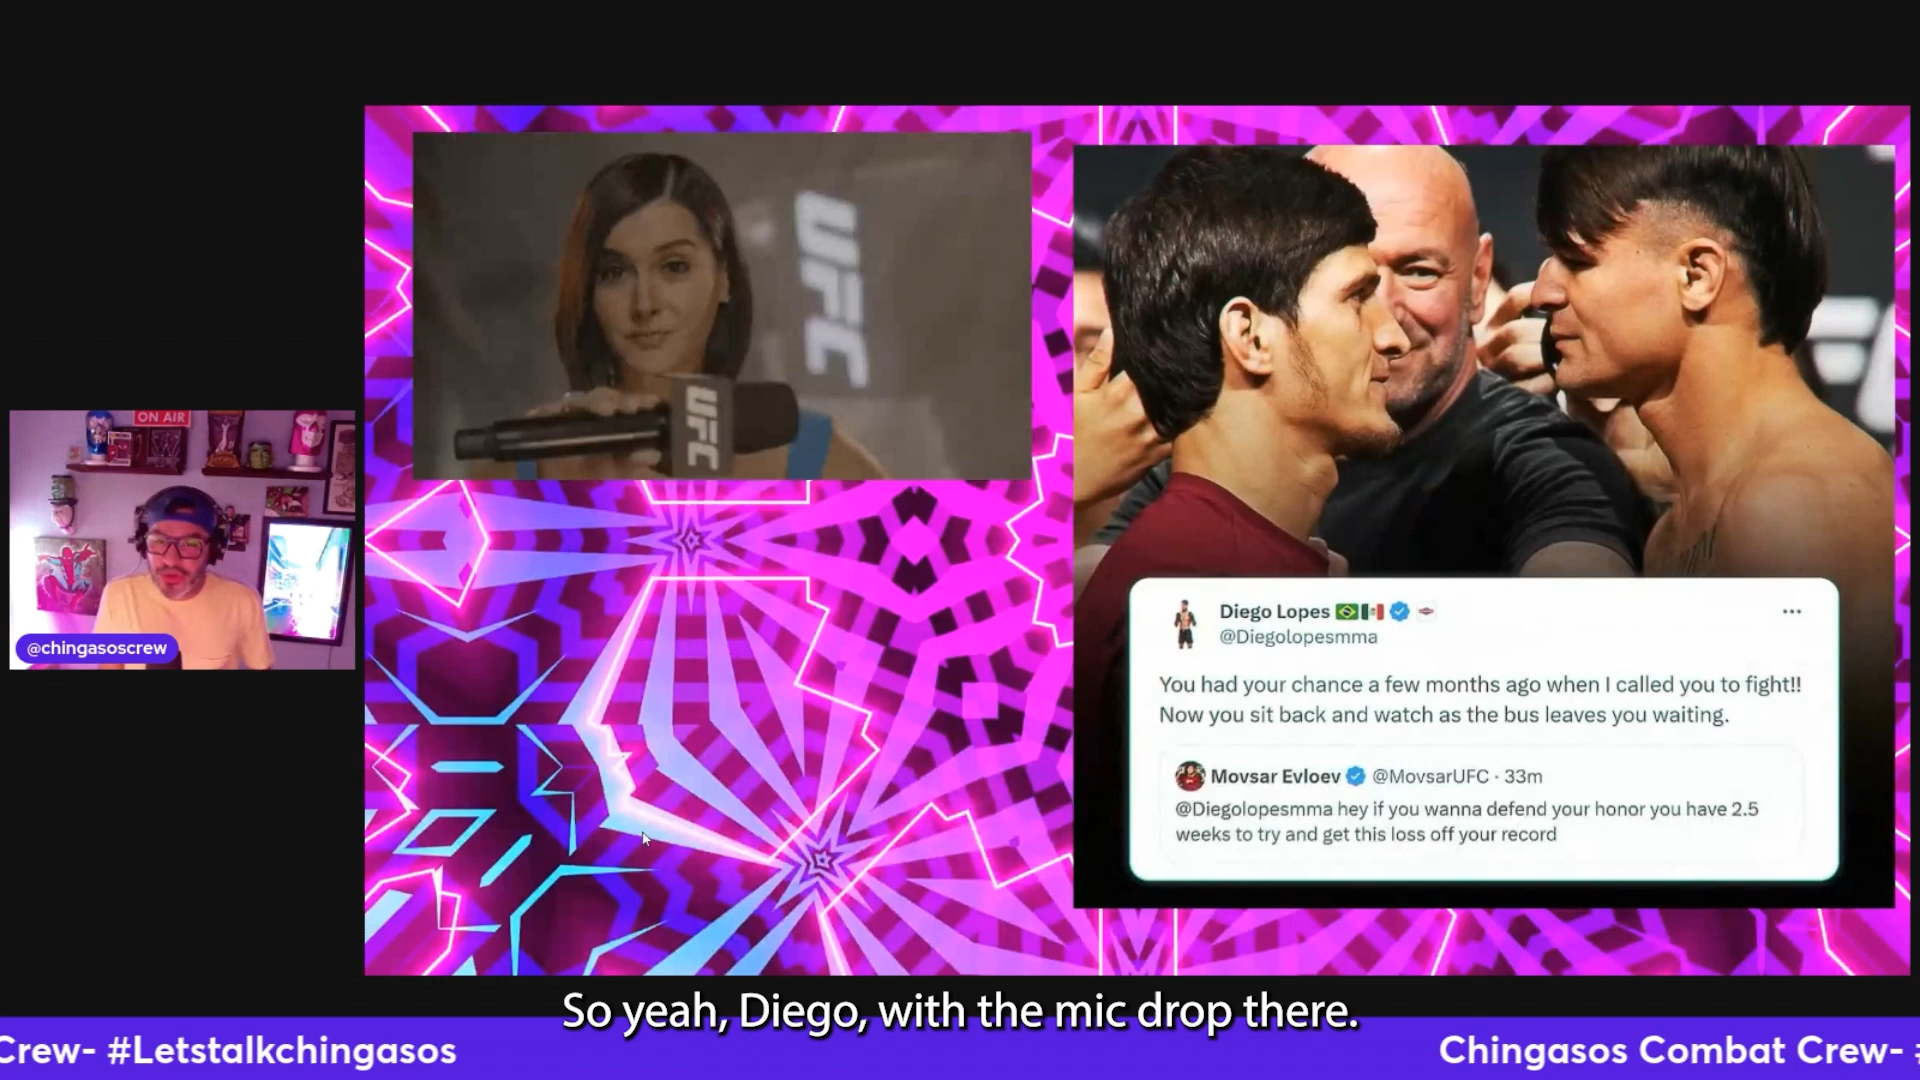 UFC
UFC
ON AIR
@chingasoscrew
Diego Lopes
@Diegolopesmma
You had your chance a few months ago when I called you to fight!!
Now you sit back and watch as the bus leaves you waiting.
Movsar Evloev @MovsarUFC · 33m
@Diegolopesmma hey if you wanna defend your honor you have 2.5
weeks to try and get this loss off your record
So yeah, Diego, with the mic drop there.
Crew- #Letstalkchingasos
Chingasos Combat Crew- #